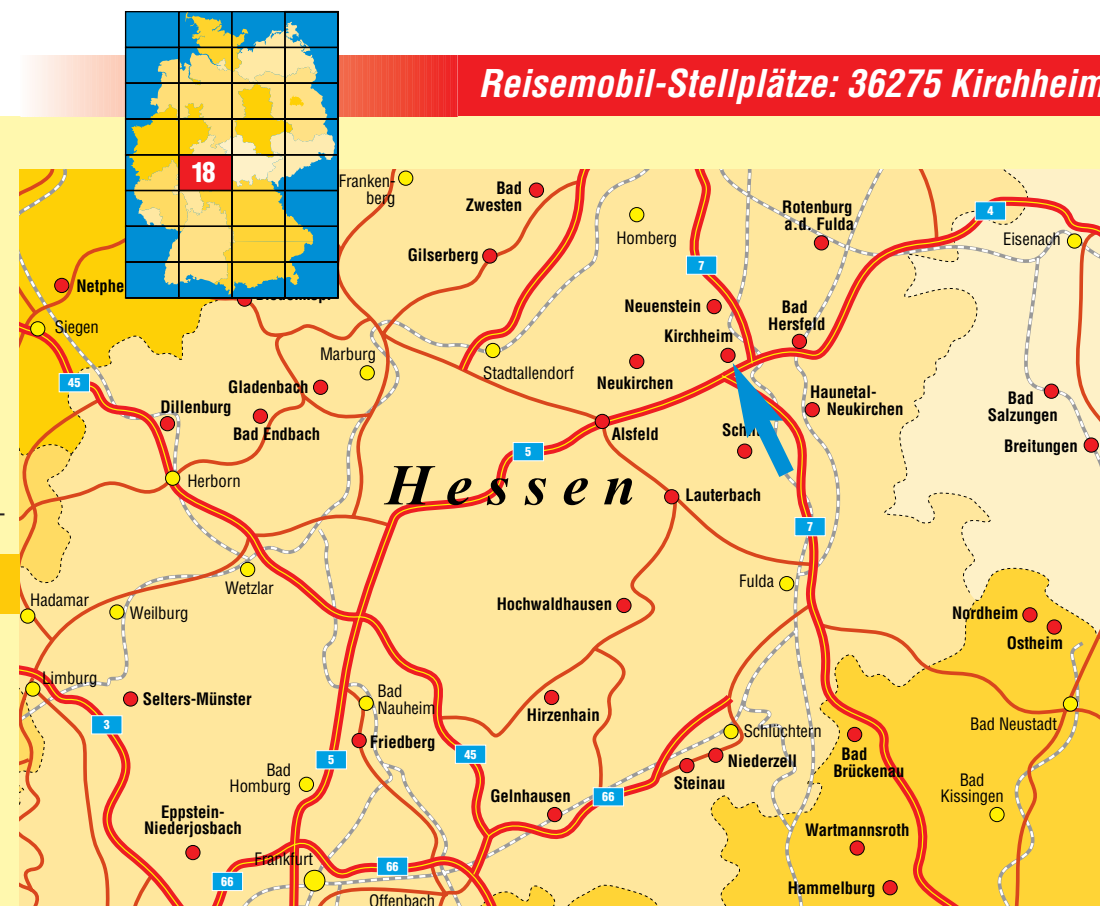 Reisemobil-Stellplätze: 36275 Kirchheim
18
Franken-
berg
Bad
Zwesten
Rotenburg
a.d. Fulda
4
Homberg
Eisenach
Gilserberg
7
Netphe
Neuenstein
Bad
Hersfeld
Siegen
Kirchheim
Marburg
Stadtallendorf
Neukirchen
45
Gladenbach
Haunetal-
Neukirchen
Bad
Salzungen
Dillenburg
Bad Endbach
Alsfeld
Breitungen
5
Hessen
Herborn
Lauterbach
7
Wetzlar
Fulda
Hadamar
Weilburg
Hochwaldhausen
Nordheim
Ostheim
Limburg
Selters-Münster
Bad
Nauheim
Hirzenhain
3
Friedberg
Schlüchtern
Bad Neustadt
5
45
Niederzell
Bad
Brückenau
Bad
Homburg
Steinau
Bad
Kissingen
Gelnhausen
66
Eppstein-
Niederjosbach
Wartmannsroth
Frankfurt
66
66
Hammelburg
Offenbach